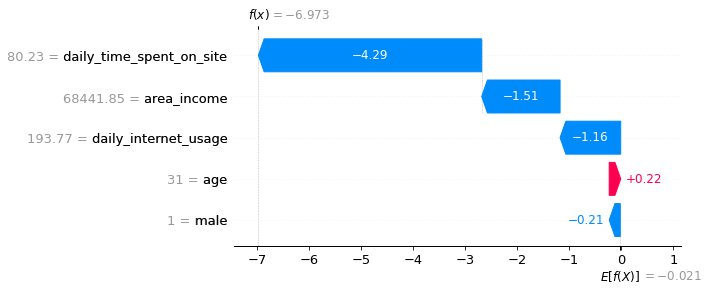 f(x) = −6.973
80.23 = daily_time_spent_on_site
−4.29
68441.85 = area_income
−1.51
193.77 = daily_internet_usage
−1.16
31 = age
+0.22
1 = male
−0.21
−7 −6 −5 −4 −3 −2 −1 0 1
E[f(X)] = −0.021